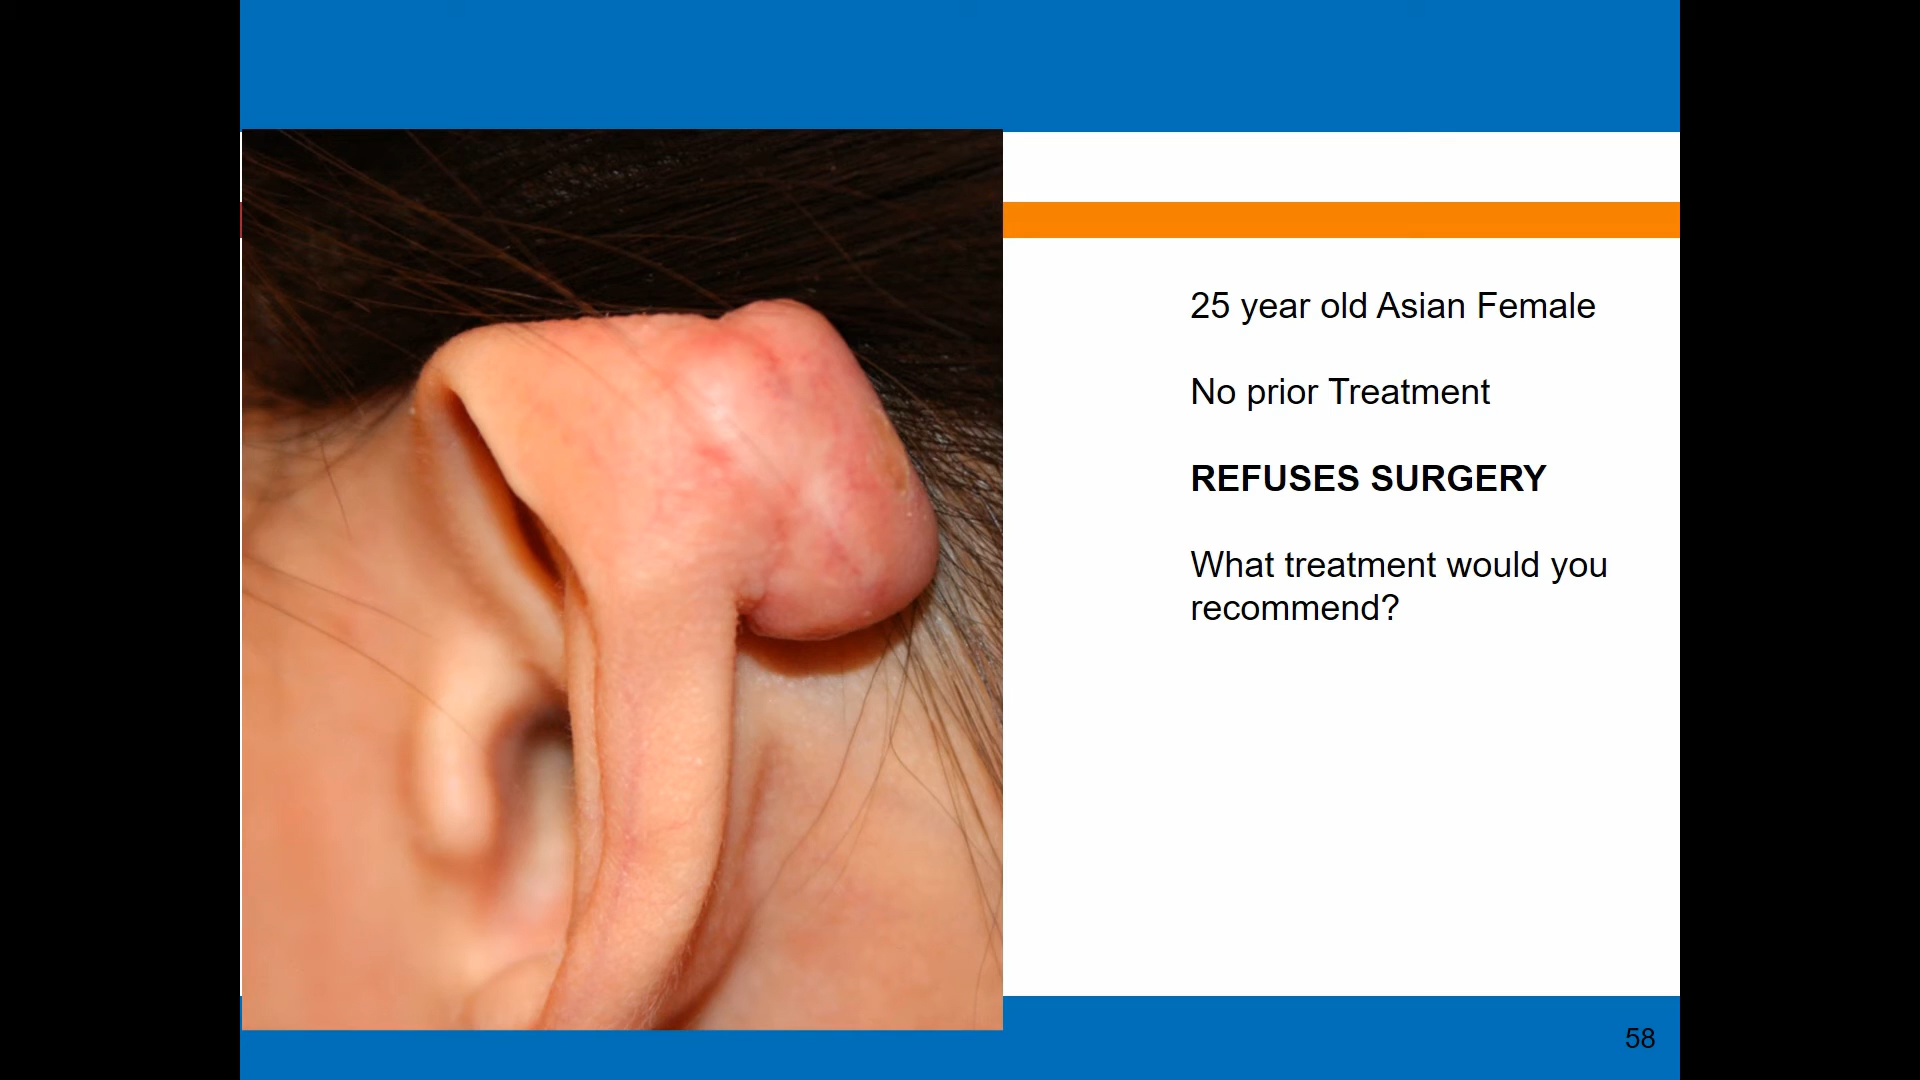 25 year old Asian Female
No prior Treatment
REFUSES SURGERY
What treatment would you
recommend?
58